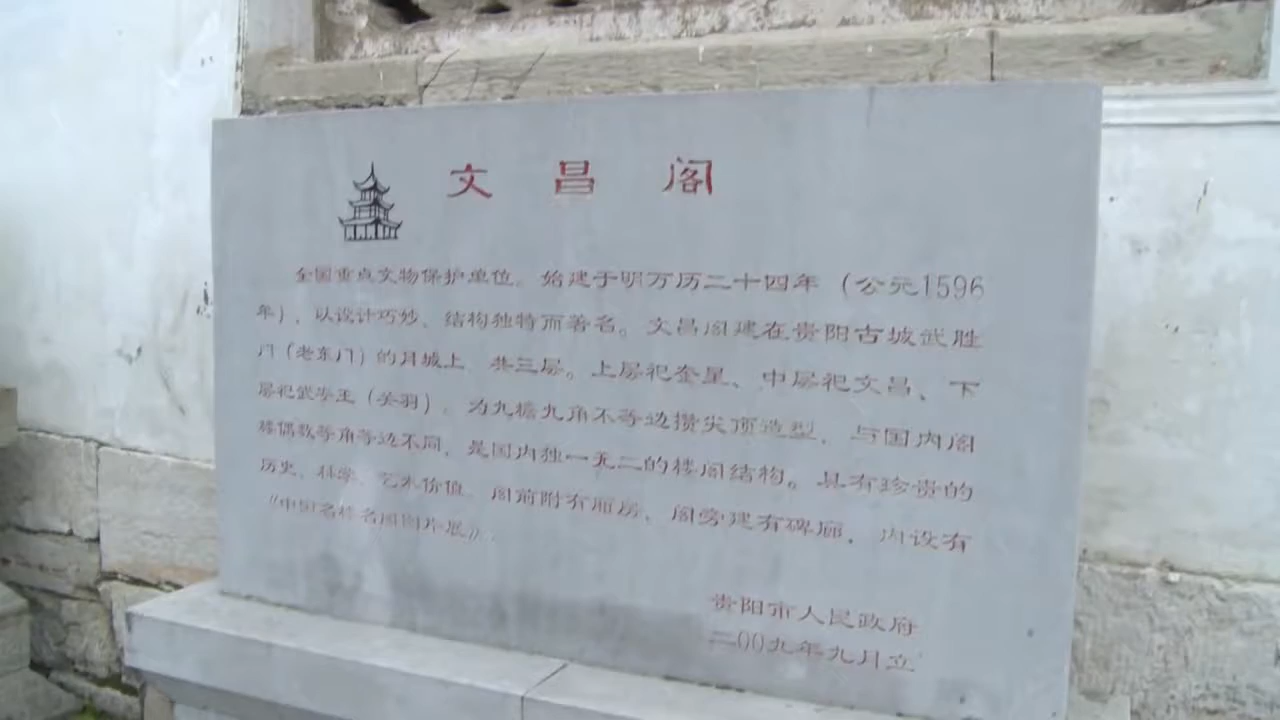 文昌阁
全国重点文物保护单位。始建于明万历二十四年（公元1596
年），以设计巧妙、结构独特而著名。文昌阁建在贵阳古城武胜
门（老东门）的月城上，共三层。上层祀奎星、中层祀文昌、下
层祀武安王（关羽），为九檐九角不等边攒尖顶造型，与国内阁
楼偶数等角等边不同，是国内独一无二的楼阁结构。具有珍贵的
历史、科学、艺术价值。阁前附有厢房，阁旁建有碑廊，内设有
《中国名楼名阁图片展》。
贵阳市人民政府
二00九年九月立